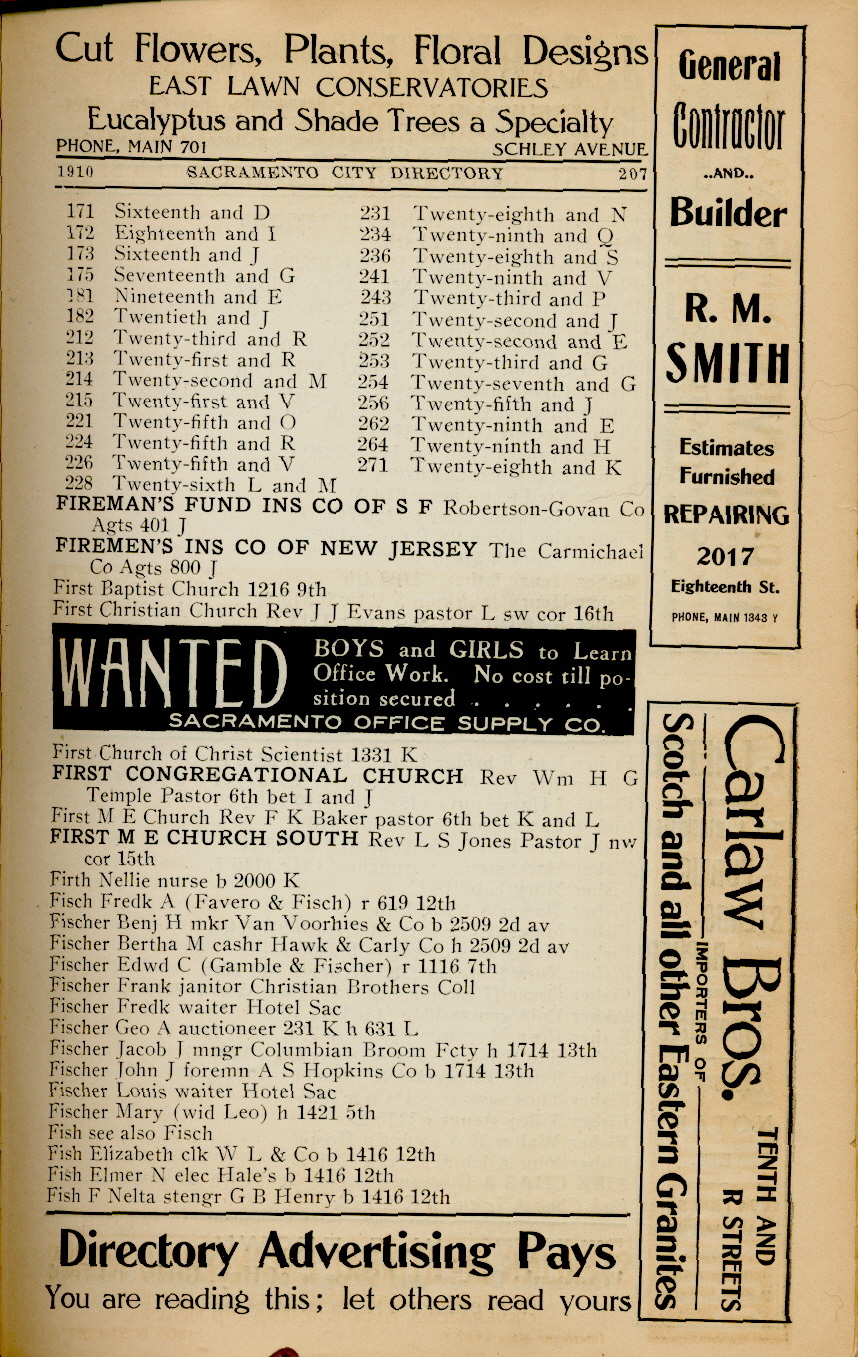 Cut Flowers, Plants, Floral Designs
EAST LAWN CONSERVATORIES
Eucalyptus and Shade Trees a Specialty
PHONE, MAIN 701 SCHLEY AVENUE
1910 SACRAMENTO CITY DIRECTORY 207
171 Sixteenth and D
172 Eighteenth and I
173 Sixteenth and J
175 Seventeenth and G
181 Nineteenth and E
182 Twentieth and J
212 Twenty-third and R
213 Twenty-first and R
214 Twenty-second and M
215 Twenty-first and V
221 Twenty-fifth and O
224 Twenty-fifth and R
226 Twenty-fifth and V
228 Twenty-sixth L and M
231 Twenty-eighth and N
234 Twenty-ninth and Q
236 Twenty-eighth and S
241 Twenty-ninth and V
243 Twenty-third and P
251 Twenty-second and J
252 Twenty-second and E
253 Twenty-third and G
254 Twenty-seventh and G
256 Twenty-fifth and J
262 Twenty-ninth and E
264 Twenty-ninth and H
271 Twenty-eighth and K
FIREMAN'S FUND INS CO OF S F Robertson-Govan Co
Agts 401 J
FIREMEN'S INS CO OF NEW JERSEY The Carmichael
Co Agts 800 J
First Baptist Church 1216 9th
First Christian Church Rev J J Evans pastor L sw cor 16th
WANTED
BOYS and GIRLS to Learn
Office Work. No cost till po-
sition secured . . . . . .
SACRAMENTO OFFICE SUPPLY CO.
First Church of Christ Scientist 1331 K
FIRST CONGREGATIONAL CHURCH Rev Wm H G
Temple Pastor 6th bet I and J
First M E Church Rev F K Baker pastor 6th bet K and L
FIRST M E CHURCH SOUTH Rev L S Jones Pastor J nw
cor 15th
Firth Nellie nurse b 2000 K
Fisch Fredk A (Favero & Fisch) r 619 12th
Fischer Benj H mkr Van Voorhies & Co b 2509 2d av
Fischer Bertha M cashr Hawk & Carly Co h 2509 2d av
Fischer Edwd C (Gamble & Fischer) r 1116 7th
Fischer Frank janitor Christian Brothers Coll
Fischer Fredk waiter Hotel Sac
Fischer Geo A auctioneer 231 K h 631 L
Fischer Jacob J mngr Columbian Broom Fcty h 1714 13th
Fischer John J foremn A S Hopkins Co b 1714 13th
Fischer Louis waiter Hotel Sac
Fischer Mary (wid Leo) h 1421 5th
Fish see also Fisch
Fish Elizabeth clk W L & Co b 1416 12th
Fish Elmer N elec Hale's b 1416 12th
Fish F Nelta stengr G B Henry b 1416 12th
Directory Advertising Pays
You are reading this; let others read yours
General
Contractor
..AND..
Builder
R. M.
SMITH
Estimates
Furnished
REPAIRING
2017
Eighteenth St.
PHONE, MAIN 1343 Y
Carlaw Bros.
TENTH AND
R STREETS
IMPORTERS OF
Scotch and all other Eastern Granites